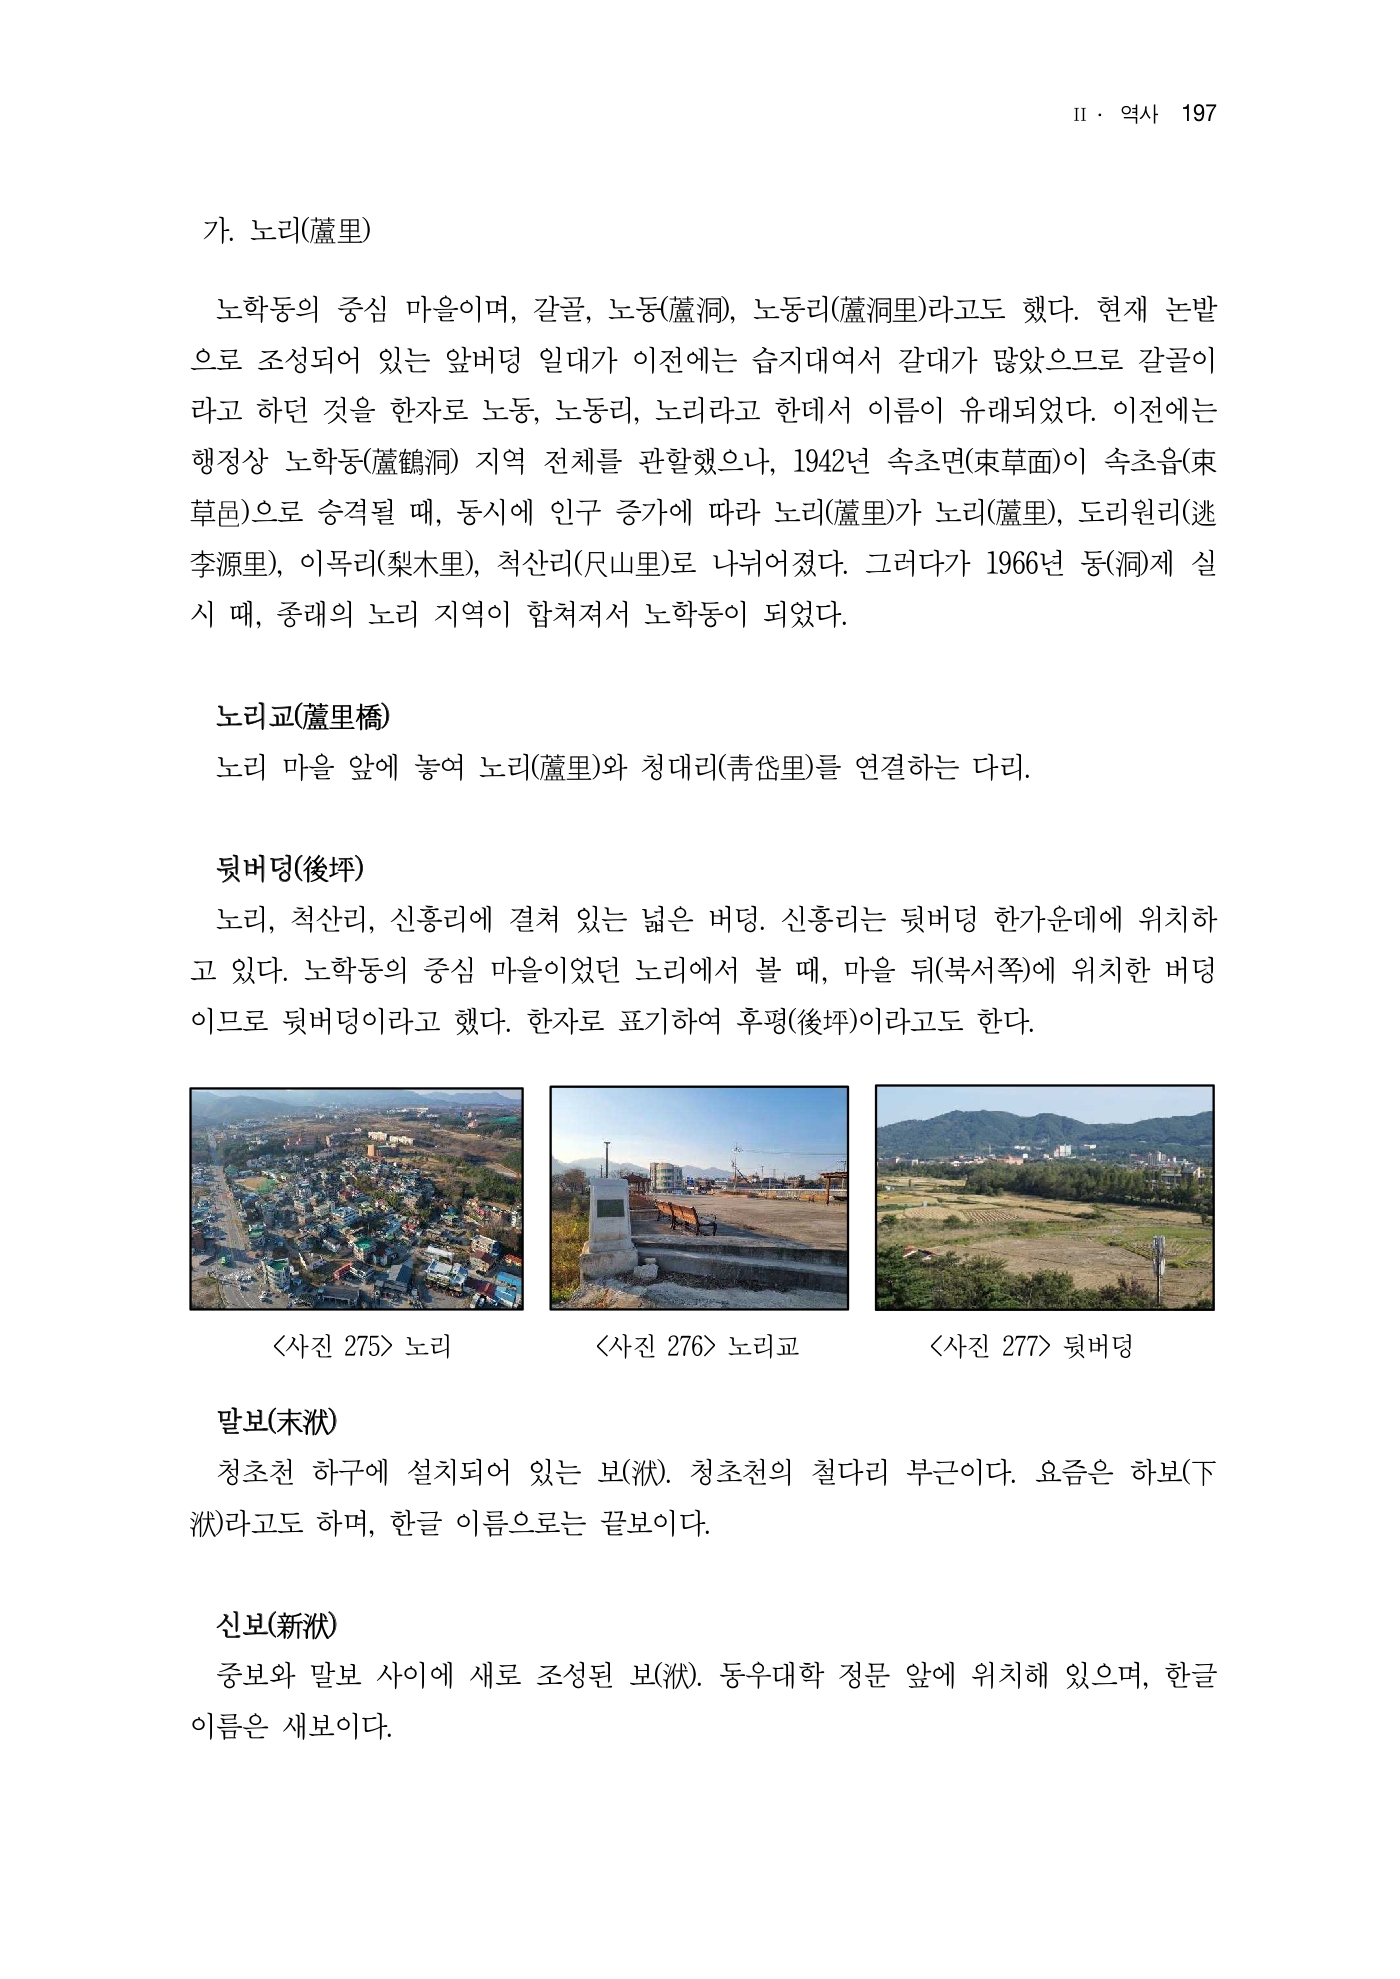 II · 역사 197
가. 노리(蘆里)
노학동의 중심 마을이며, 갈골, 노동(蘆洞), 노동리(蘆洞里)라고도 했다. 현재 논밭
으로 조성되어 있는 앞버덩 일대가 이전에는 습지대여서 갈대가 많았으므로 갈골이
라고 하던 것을 한자로 노동, 노동리, 노리라고 한데서 이름이 유래되었다. 이전에는
행정상 노학동(蘆鶴洞) 지역 전체를 관할했으나, 1942년 속초면(束草面)이 속초읍(束
草邑)으로 승격될 때, 동시에 인구 증가에 따라 노리(蘆里)가 노리(蘆里), 도리원리(逃
李源里), 이목리(梨木里), 척산리(尺山里)로 나뉘어졌다. 그러다가 1966년 동(洞)제 실
시 때, 종래의 노리 지역이 합쳐져서 노학동이 되었다.
노리교(蘆里橋)
노리 마을 앞에 놓여 노리(蘆里)와 청대리(靑岱里)를 연결하는 다리.
뒷버덩(後坪)
노리, 척산리, 신흥리에 결쳐 있는 넓은 버덩. 신흥리는 뒷버덩 한가운데에 위치하
고 있다. 노학동의 중심 마을이었던 노리에서 볼 때, 마을 뒤(북서쪽)에 위치한 버덩
이므로 뒷버덩이라고 했다. 한자로 표기하여 후평(後坪)이라고도 한다.
<사진 275> 노리
<사진 276> 노리교
<사진 277> 뒷버덩
말보(末洑)
청초천 하구에 설치되어 있는 보(洑). 청초천의 철다리 부근이다. 요즘은 하보(下
洑)라고도 하며, 한글 이름으로는 끝보이다.
신보(新洑)
중보와 말보 사이에 새로 조성된 보(洑). 동우대학 정문 앞에 위치해 있으며, 한글
이름은 새보이다.